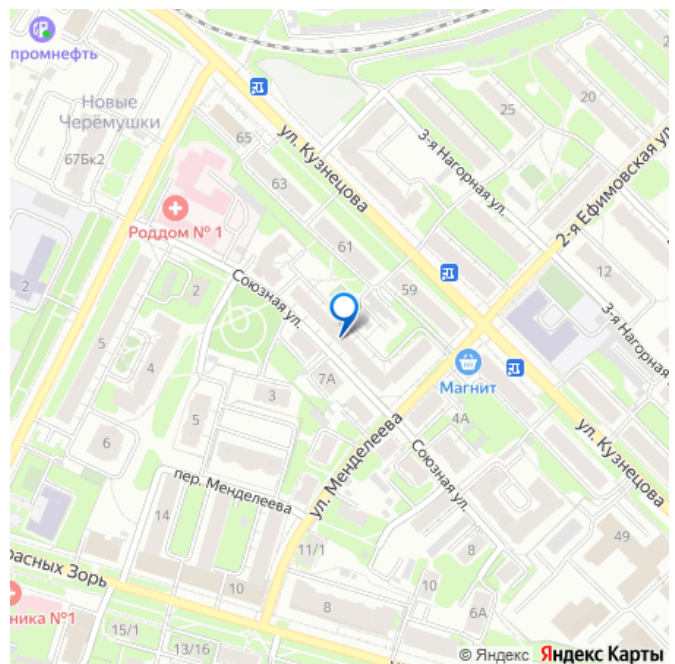 промнефть
Новые
Черёмушки
67Бк2
65
63
ул. Кузнецова
25
20
3-я Нагорная ул.
2-я Ефимовская ул
Роддом № 1
61
59
12
2
2
Союзная ул.
3-я Нагорная
5
4
7А
3
Магнит
4А
5
6
ул. Менделеева
Союзная ул.
ул. Кузнецова
пер. Менделеева
14
11/1
8
49
расных Зорь
10
8
10
6А
ника №1
15/1
13/16
© Яндекс Яндекс Карты